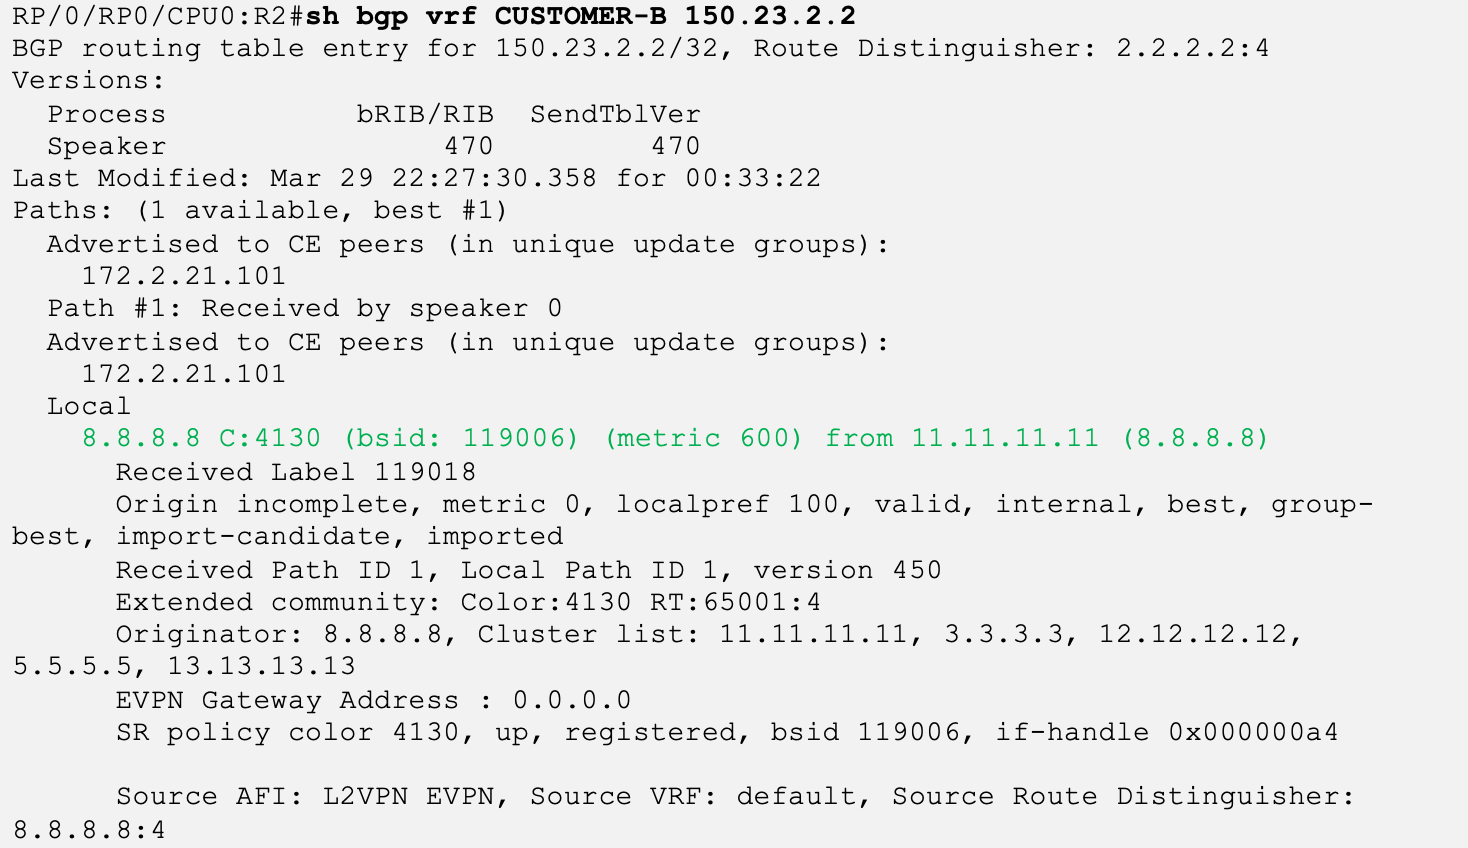 RP/0/RP0/CPU0:R2#sh bgp vrf CUSTOMER-B 150.23.2.2
BGP routing table entry for 150.23.2.2/32, Route Distinguisher: 2.2.2.2:4
Versions:
  Process           bRIB/RIB  SendTblVer
  Speaker                470         470
Last Modified: Mar 29 22:27:30.358 for 00:33:22
Paths: (1 available, best #1)
  Advertised to CE peers (in unique update groups):
    172.2.21.101
  Path #1: Received by speaker 0
  Advertised to CE peers (in unique update groups):
    172.2.21.101
  Local
    8.8.8.8 C:4130 (bsid: 119006) (metric 600) from 11.11.11.11 (8.8.8.8)
      Received Label 119018
      Origin incomplete, metric 0, localpref 100, valid, internal, best, group-
best, import-candidate, imported
      Received Path ID 1, Local Path ID 1, version 450
      Extended community: Color:4130 RT:65001:4
      Originator: 8.8.8.8, Cluster list: 11.11.11.11, 3.3.3.3, 12.12.12.12,
5.5.5.5, 13.13.13.13
      EVPN Gateway Address : 0.0.0.0
      SR policy color 4130, up, registered, bsid 119006, if-handle 0x000000a4
      Source AFI: L2VPN EVPN, Source VRF: default, Source Route Distinguisher:
8.8.8.8:4